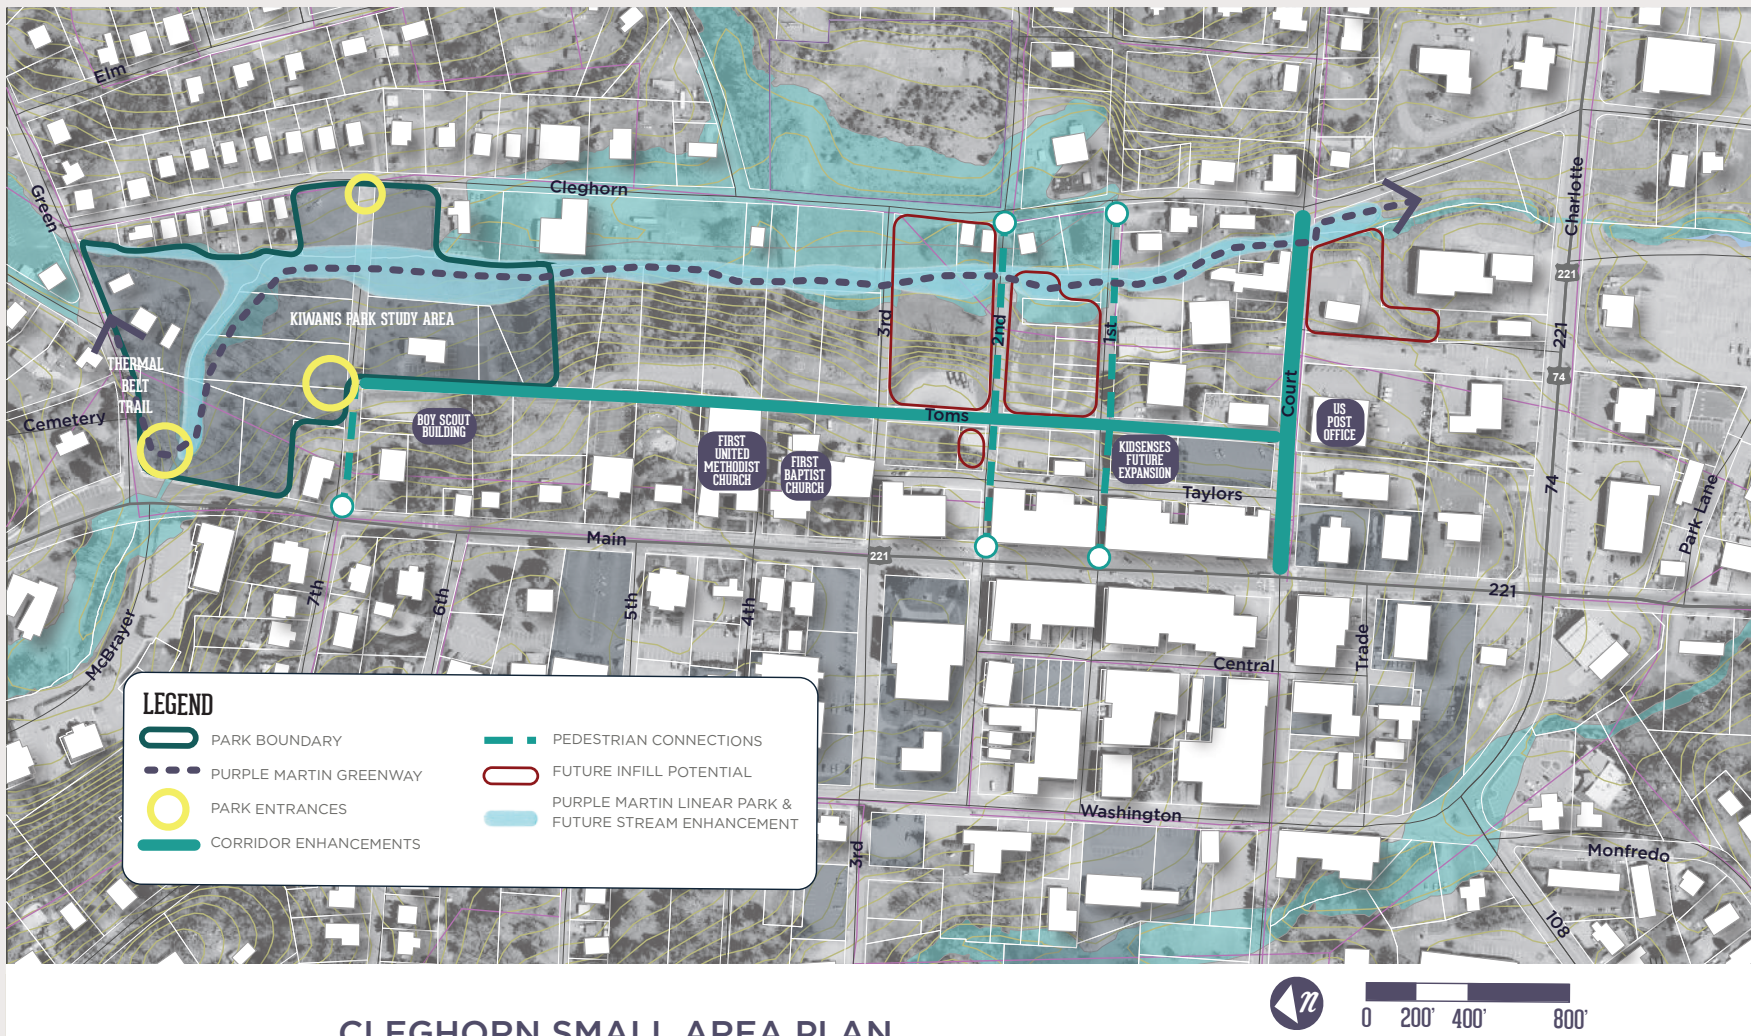 Elm
Green
Cleghorn
Charlotte
221
KIWANIS PARK STUDY AREA
3rd
2nd
1st
221
THERMAL
BELT
TRAIL
74
Court
Cemetery
Toms
BOY SCOUT
BUILDING
US
POST
OFFICE
FIRST
UNITED
METHODIST
CHURCH
FIRST
BAPTIST
CHURCH
KIDSENSES
FUTURE
EXPANSION
Taylors
74
Park Lane
Main
221
221
7th
6th
5th
4th
McBrayer
Trade
Central
LEGEND
PARK BOUNDARY
PURPLE MARTIN GREENWAY
PARK ENTRANCES
CORRIDOR ENHANCEMENTS
PEDESTRIAN CONNECTIONS
FUTURE INFILL POTENTIAL
PURPLE MARTIN LINEAR PARK &
FUTURE STREAM ENHANCEMENT
Washington
3rd
Monfredo
108
n
0 200' 400' 800'
CLEGHORN SMALL AREA PLAN